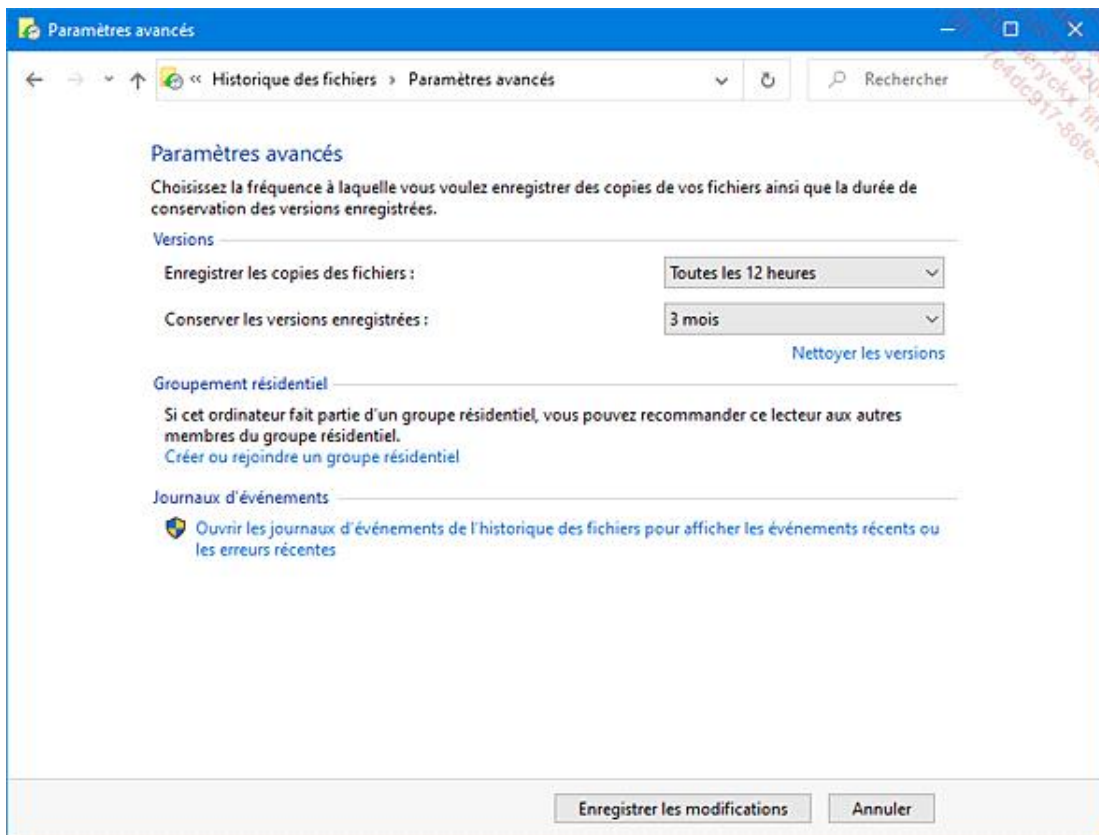 Paramètres avancés
« Historique des fichiers › Paramètres avancés
Rechercher
Paramètres avancés
Choisissez la fréquence à laquelle vous voulez enregistrer des copies de vos fichiers ainsi que la durée de
conservation des versions enregistrées.
Versions
Enregistrer les copies des fichiers :
Toutes les 12 heures
Conserver les versions enregistrées :
3 mois
Nettoyer les versions
Groupement résidentiel
Si cet ordinateur fait partie d'un groupe résidentiel, vous pouvez recommander ce lecteur aux autres
membres du groupe résidentiel.
Créer ou rejoindre un groupe résidentiel
Journaux d'événements
Ouvrir les journaux d'événements de l'historique des fichiers pour afficher les événements récents ou
les erreurs récentes
Enregistrer les modifications
Annuler